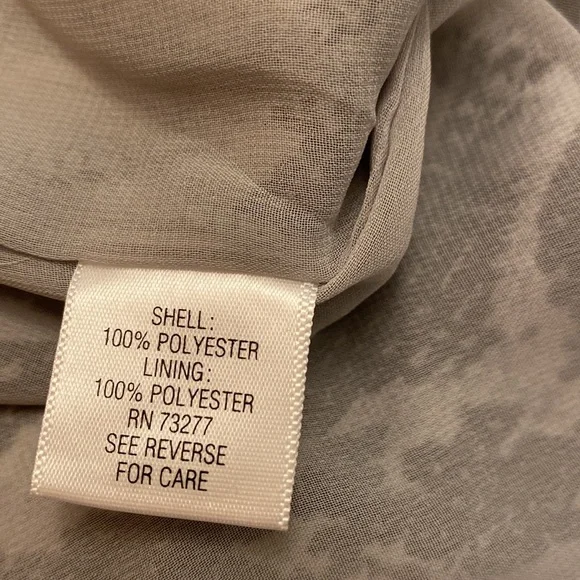 SHELL:
100% POLYESTER
LINING:
100% POLYESTER
RN 73277
SEE REVERSE
FOR CARE